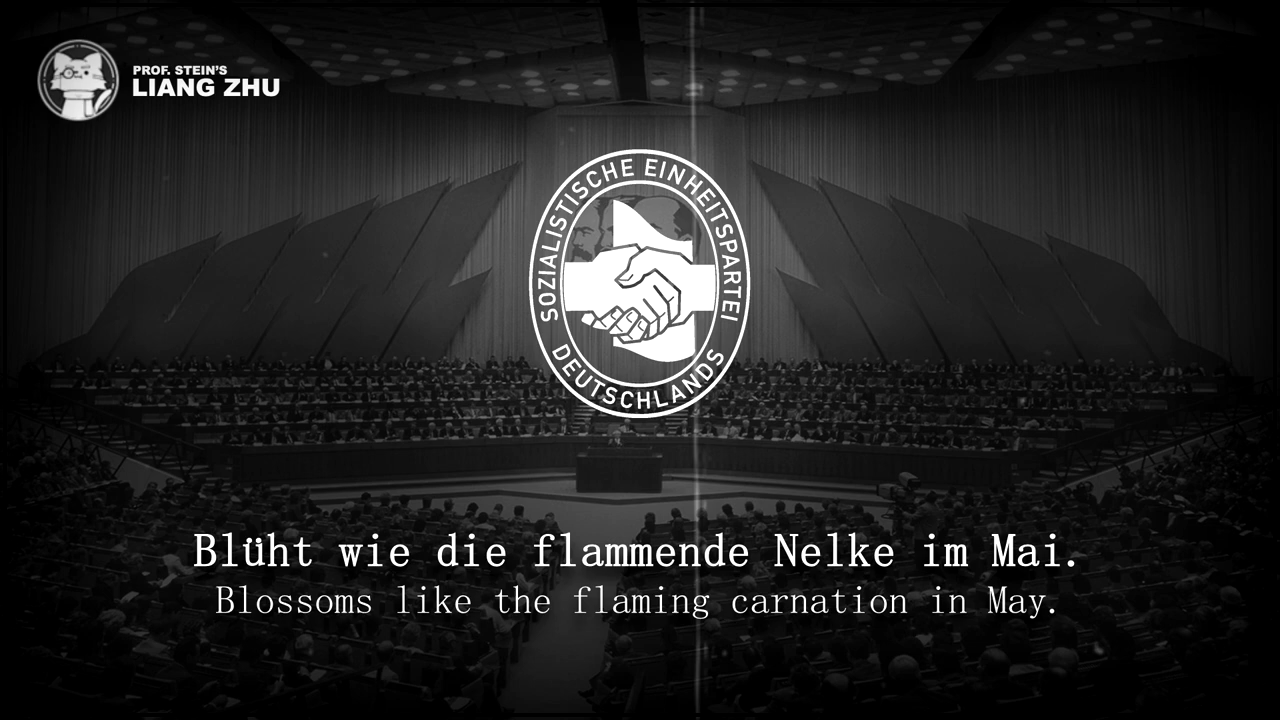 PROF. STEIN'S
LIANG ZHU
SOZIALISTISCHE EINHEITSPARTEI
DEUTSCHLANDS
Blüht wie die flammende Nelke im Mai.
Blossoms like the flaming carnation in May.